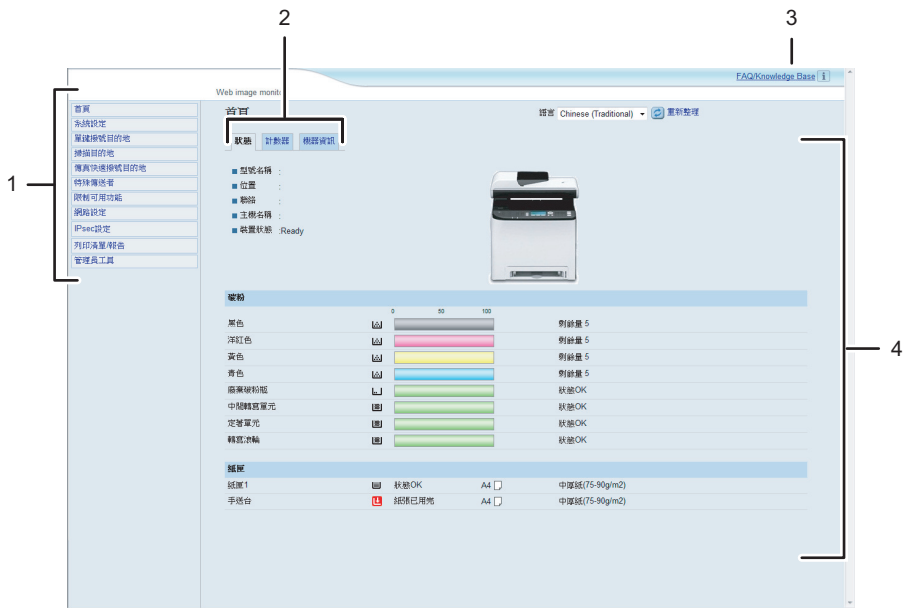 2
3
FAQ/Knowledge Base
Web image monitor
1
首頁
系統設定
單鍵撥號目的地
掃描目的地
傳真快速撥號目的地
特殊傳送者
限制可用功能
網路設定
IPsec設定
列印清單/報告
管理員工具
首頁
語言 Chinese (Traditional) 重新整理
狀態 計數器 機器資訊
型號名稱 :
位置 :
聯絡 :
主機名稱 :
裝置狀態 :Ready
4
碳粉
0 50 100
黑色 剩餘量 5
洋紅色 剩餘量 5
黃色 剩餘量 5
青色 剩餘量 5
廢棄碳粉瓶 狀態OK
中間轉寫單元 狀態OK
定著單元 狀態OK
轉寫滾輪 狀態OK
紙匣
紙匣1 狀態OK A4 中厚紙(75-90g/m2)
手送台 紙張已用完 A4 中厚紙(75-90g/m2)